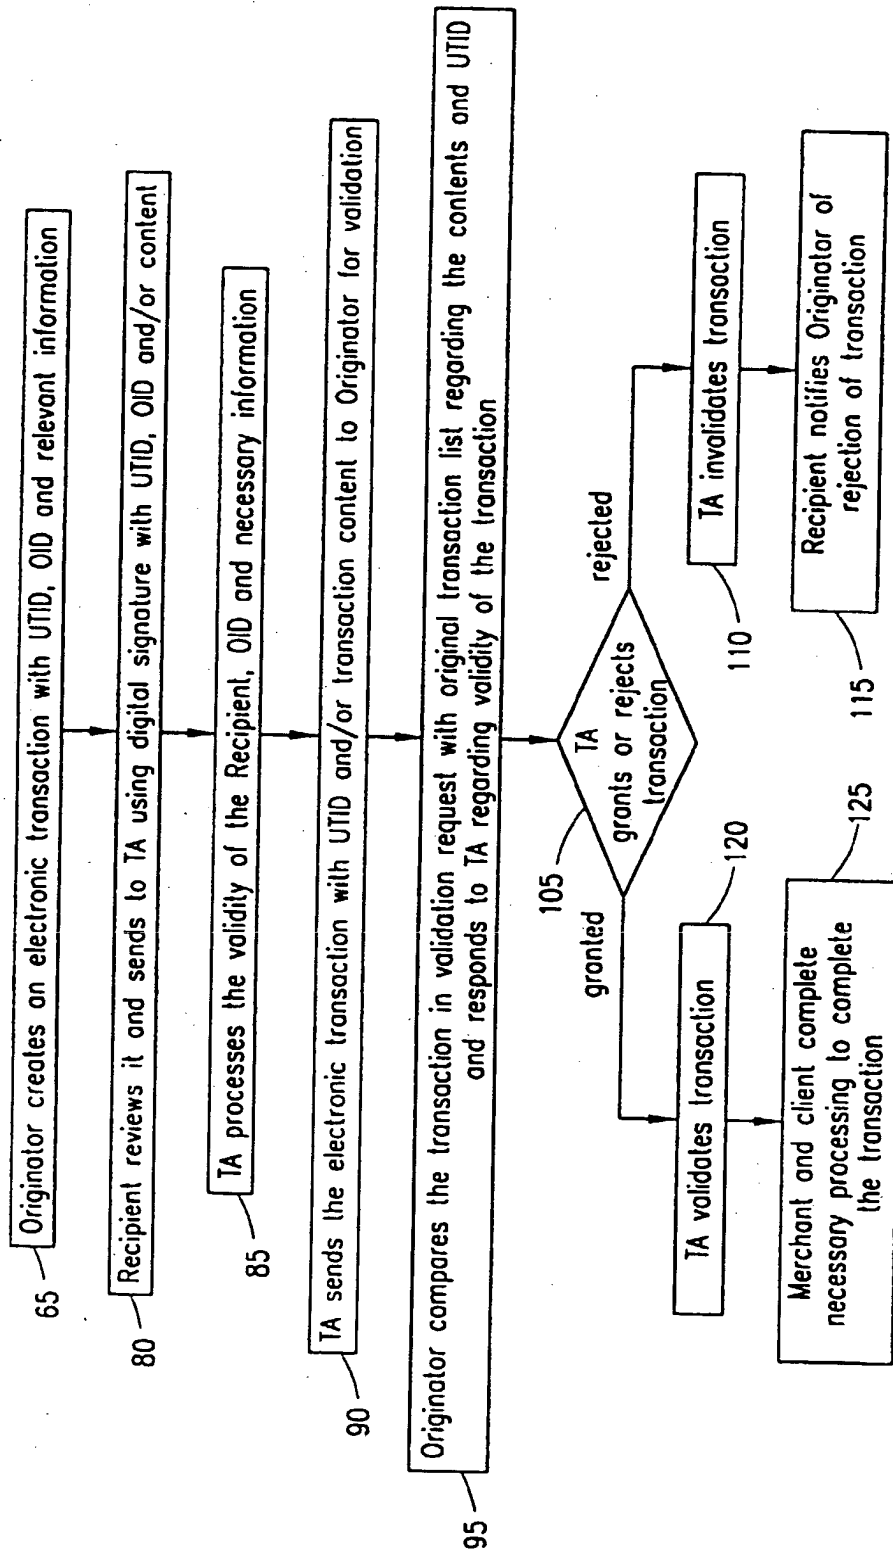 Originator creates an electronic transaction with UTID, OID and relevant information
65
Recipient reviews it and sends to TA using digital signature with UTID, OID and/or content
80
TA processes the validity of the Recipient, OID and necessary information
85
TA sends the electronic transaction with UTID and/or transaction content to Originator for validation
90
Originator compares the transaction in validation request with original transaction list regarding the contents and UTID
and responds to TA regarding validity of the transaction
95
TA
grants or rejects
transaction
105
granted
rejected
TA validates transaction
120
TA invalidates transaction
110
Merchant and client complete
necessary processing to complete
the transaction
125
Recipient notifies Originator of
rejection of transaction
115